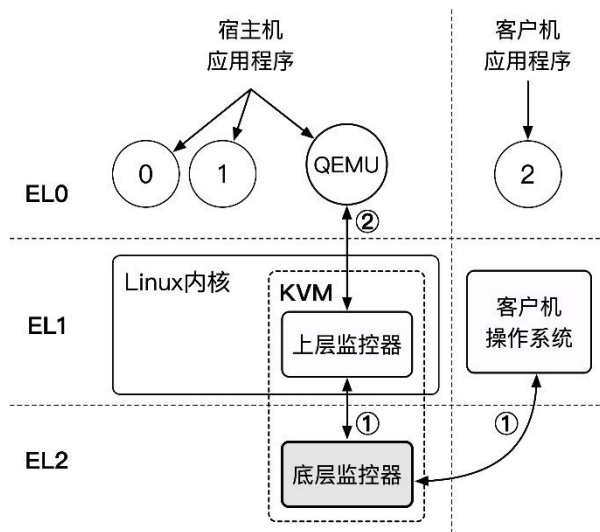 宿主机
应用程序
客户机
应用程序
0
1
QEMU
2
EL0
②
Linux内核
KVM
EL1
上层监控器
客户机
操作系统
①
①
EL2
底层监控器